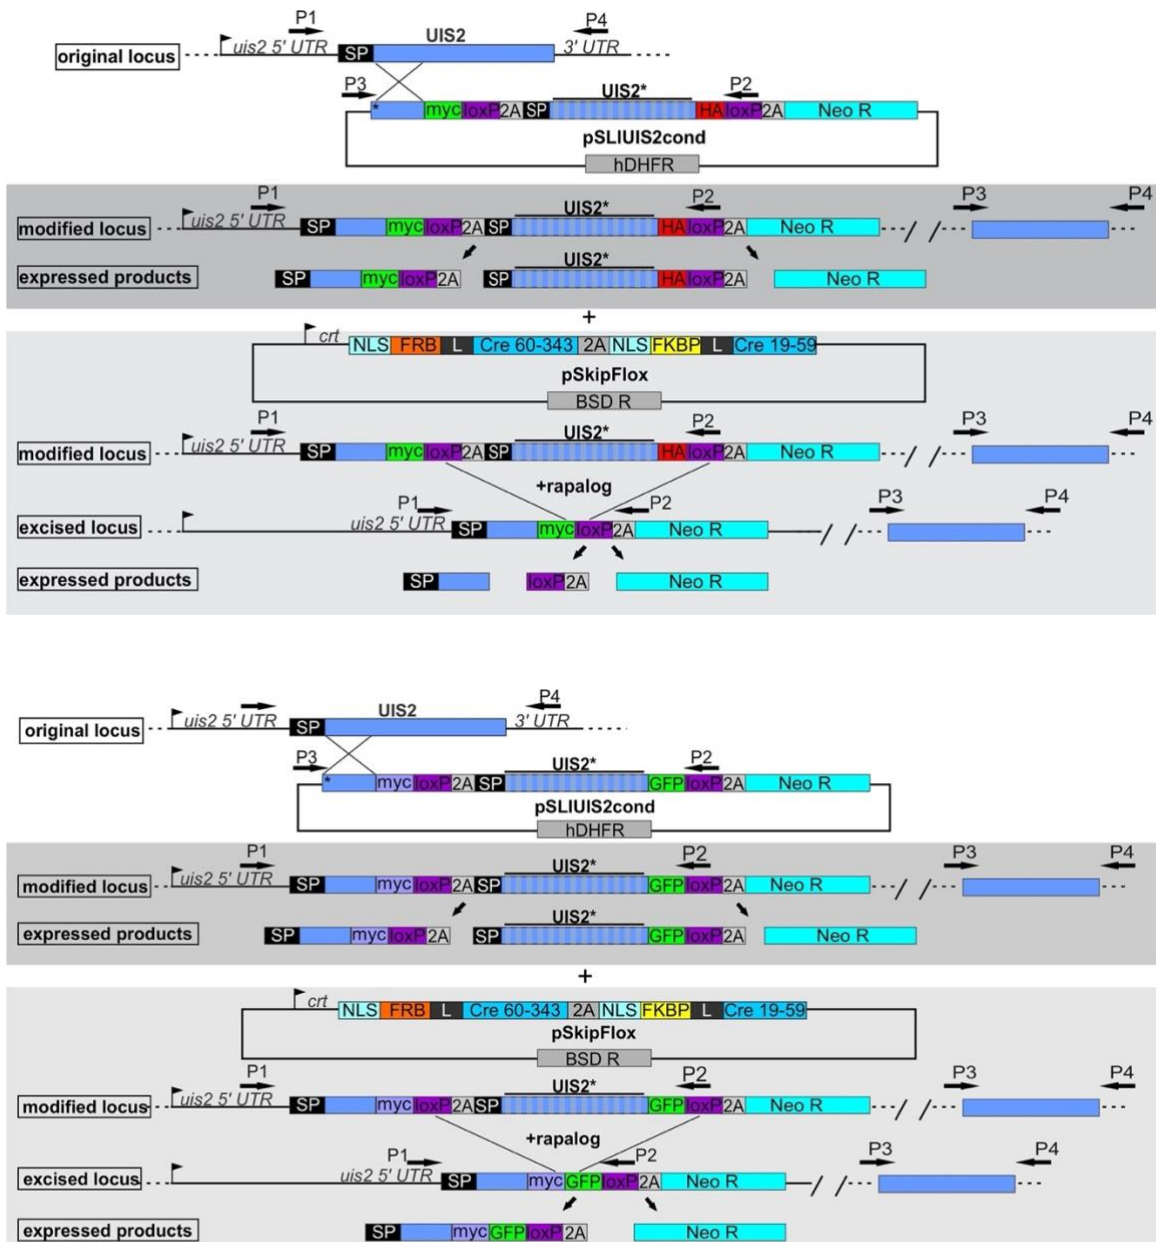 P1 P4
uis2 5' UTR UIS2 3' UTR
original locus SP
P3 UIS2* P2
* myc loxP 2A SP HA loxP 2A Neo R
pSLIUIS2cond
hDHFR
P1 UIS2* P2 P3 P4
modified locus uis2 5' UTR SP myc loxP 2A SP HA loxP 2A Neo R
UIS2*
expressed products SP myc loxP 2A SP HA loxP 2A Neo R
+
crt
NLS FRB L Cre 60-343 2A NLS FKBP L Cre 19-59
pSkipFlox
BSD R
P1 UIS2* P2 P3 P4
modified locus uis2 5' UTR SP myc loxP 2A SP HA loxP 2A Neo R
+rapalog
P1 P2 P3 P4
excised locus uis2 5' UTR SP myc loxP 2A Neo R
expressed products SP loxP 2A Neo R
P4
uis2 5' UTR UIS2 3' UTR
original locus SP
P3 UIS2* P2
* myc loxP 2A SP GFP loxP 2A Neo R
pSLIUIS2cond
hDHFR
P1 UIS2* P2 P3 P4
modified locus uis2 5' UTR SP myc loxP 2A SP GFP loxP 2A Neo R
UIS2*
expressed products SP myc loxP 2A SP GFP loxP 2A Neo R
+
crt
NLS FRB L Cre 60-343 2A NLS FKBP L Cre 19-59
pSkipFlox
BSD R
P1 UIS2* P2 P3 P4
modified locus uis2 5' UTR SP myc loxP 2A SP GFP loxP 2A Neo R
+rapalog
P1 P2 P3 P4
excised locus uis2 5' UTR SP myc GFP loxP 2A Neo R
expressed products SP myc GFP loxP 2A Neo R